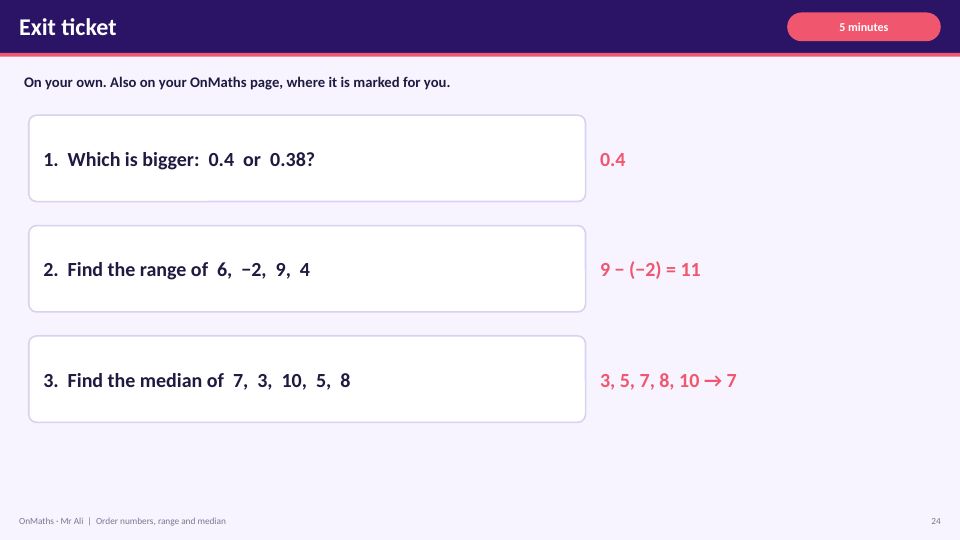 Exit ticket
5 minutes
On your own. Also on your OnMaths page, where it is marked for you.
1. Which is bigger: 0.4 or 0.38?
0.4
2. Find the range of 6, −2, 9, 4
9 − (−2) = 11
3. Find the median of 7, 3, 10, 5, 8
3, 5, 7, 8, 10 → 7
OnMaths · Mr Ali | Order numbers, range and median
24